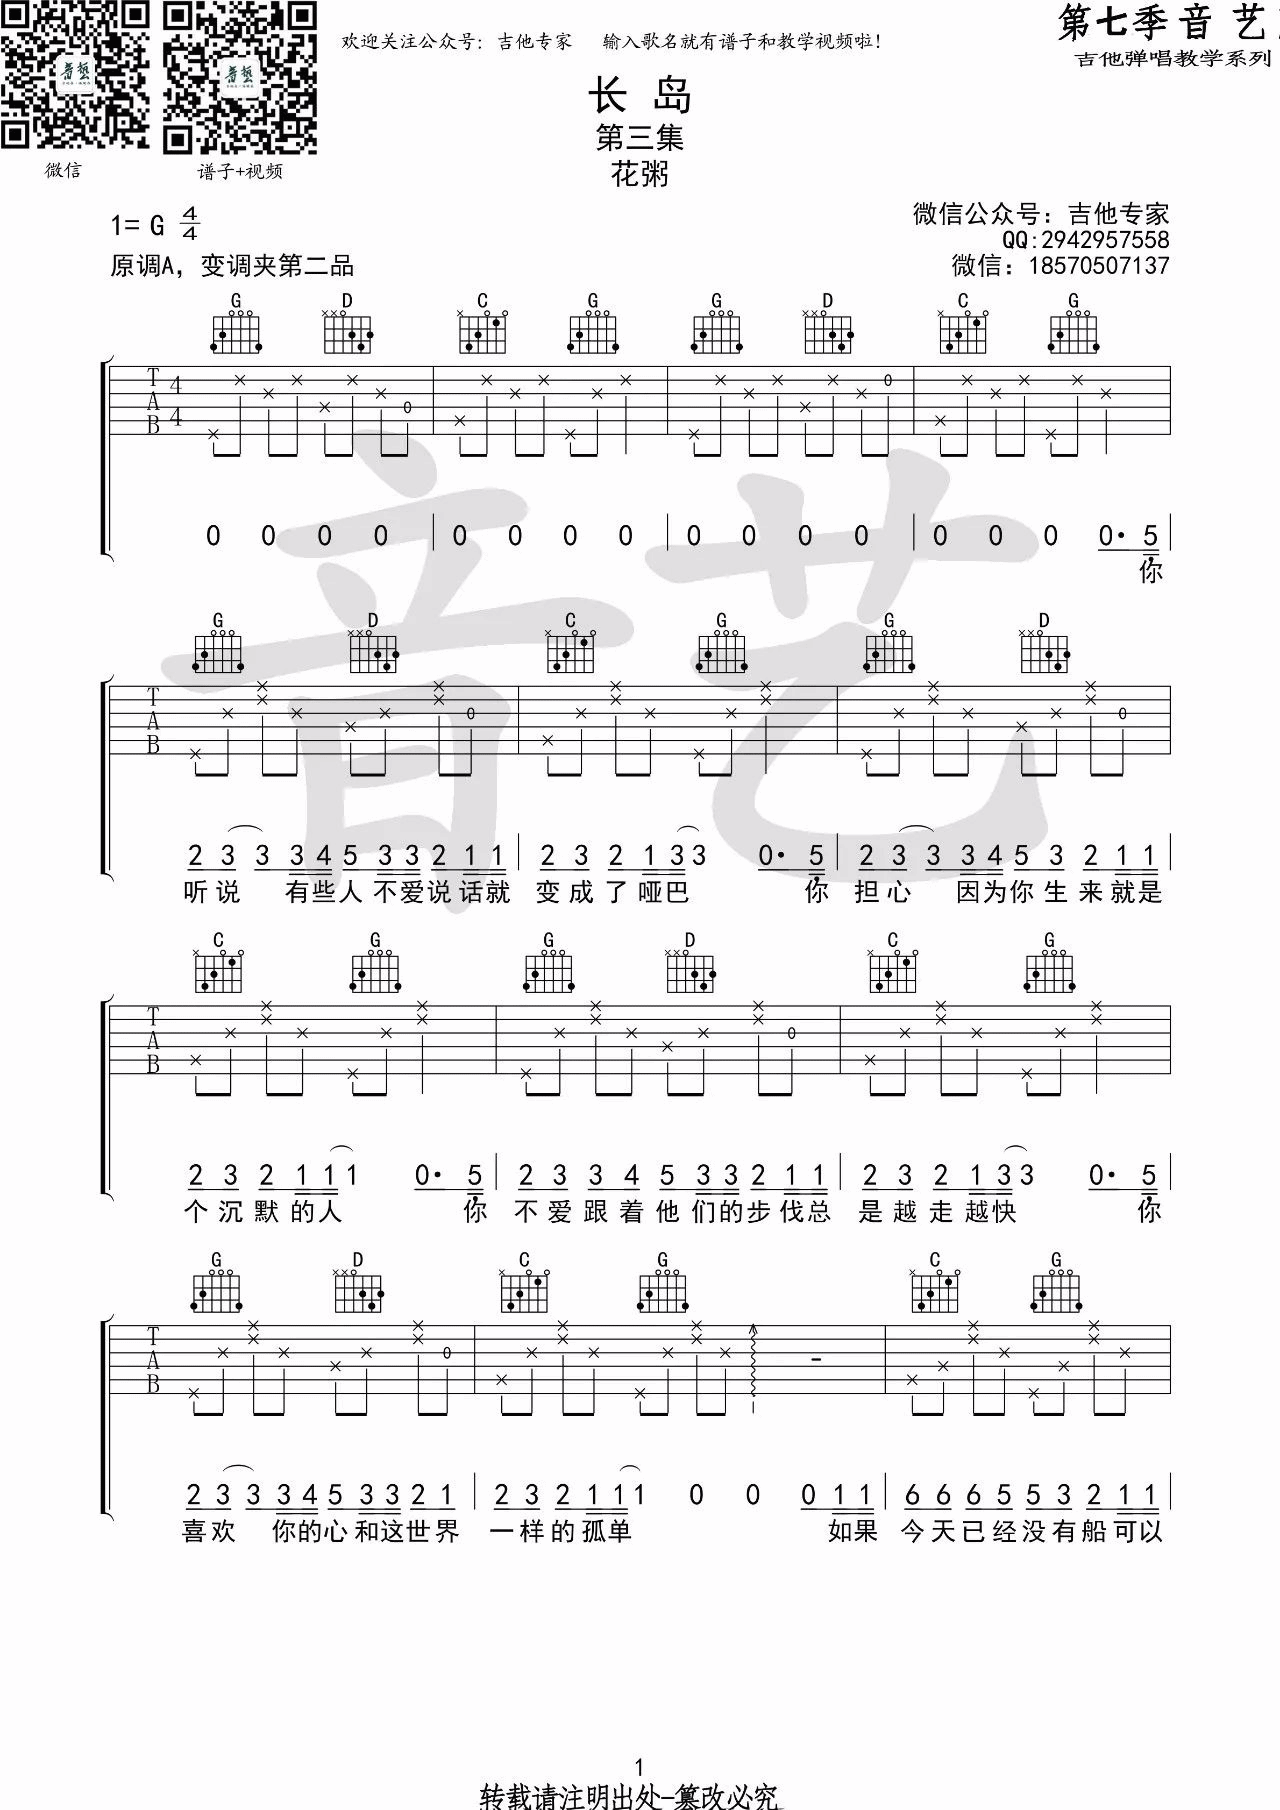 欢迎关注公众号：吉他专家 输入歌名就有谱子和教学视频啦！
第七季音艺
吉他弹唱教学系列
微信
谱子+视频
长 岛
第三集
花粥
1= G 4/4
微信公众号：吉他专家
QQ:2942957558
原调A，变调夹第二品
微信：18570507137
G D C G G D C G
T A B 4/4
0 0 0 0 0 0 0 0 0 0 0 0 0 0 0 0· 5
你
G D C G G D
T A B
2 3 3 3 4 5 3 3 2 1 1 2 3 2 1 3 3 0· 5 2 3 3 3 4 5 3 2 1 1
听说 有些人不爱说话就 变成了哑巴 你 担心 因为你生来就是
C G G D C G
T A B
2 3 2 1 1 1 0· 5 2 3 3 4 5 3 3 2 1 1 2 3 2 1 3 3 0· 5
个沉默的人 你 不爱跟着他们的步伐总 是越走越快 你
G D C G C G
T A B
2 3 3 3 4 5 3 3 2 1 2 3 2 1 1 1 0 0 0 1 1 6 6 6 5 5 3 2 1 1
喜欢 你的心和这世界 一样的孤单 如果 今天已经没有船可以
音艺
1
转载请注明出处-篡改必究